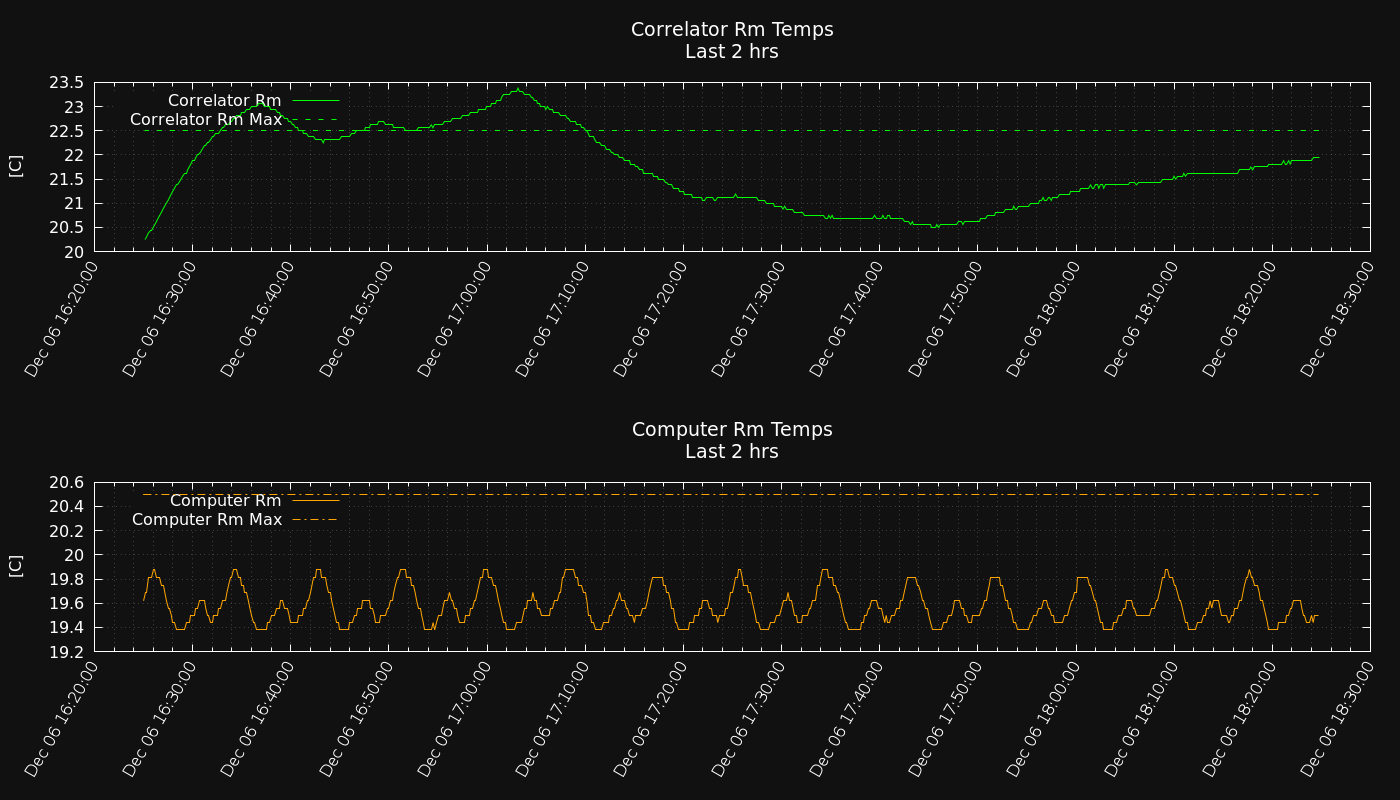 Correlator Rm Temps
Last 2 hrs
[C]
23.5
23
22.5
22
21.5
21
20.5
20
Correlator Rm
Correlator Rm Max
Dec 06 16:20:00
Dec 06 16:30:00
Dec 06 16:40:00
Dec 06 16:50:00
Dec 06 17:00:00
Dec 06 17:10:00
Dec 06 17:20:00
Dec 06 17:30:00
Dec 06 17:40:00
Dec 06 17:50:00
Dec 06 18:00:00
Dec 06 18:10:00
Dec 06 18:20:00
Dec 06 18:30:00
Computer Rm Temps
Last 2 hrs
[C]
20.6
20.4
20.2
20
19.8
19.6
19.4
19.2
Computer Rm
Computer Rm Max
Dec 06 16:20:00
Dec 06 16:30:00
Dec 06 16:40:00
Dec 06 16:50:00
Dec 06 17:00:00
Dec 06 17:10:00
Dec 06 17:20:00
Dec 06 17:30:00
Dec 06 17:40:00
Dec 06 17:50:00
Dec 06 18:00:00
Dec 06 18:10:00
Dec 06 18:20:00
Dec 06 18:30:00